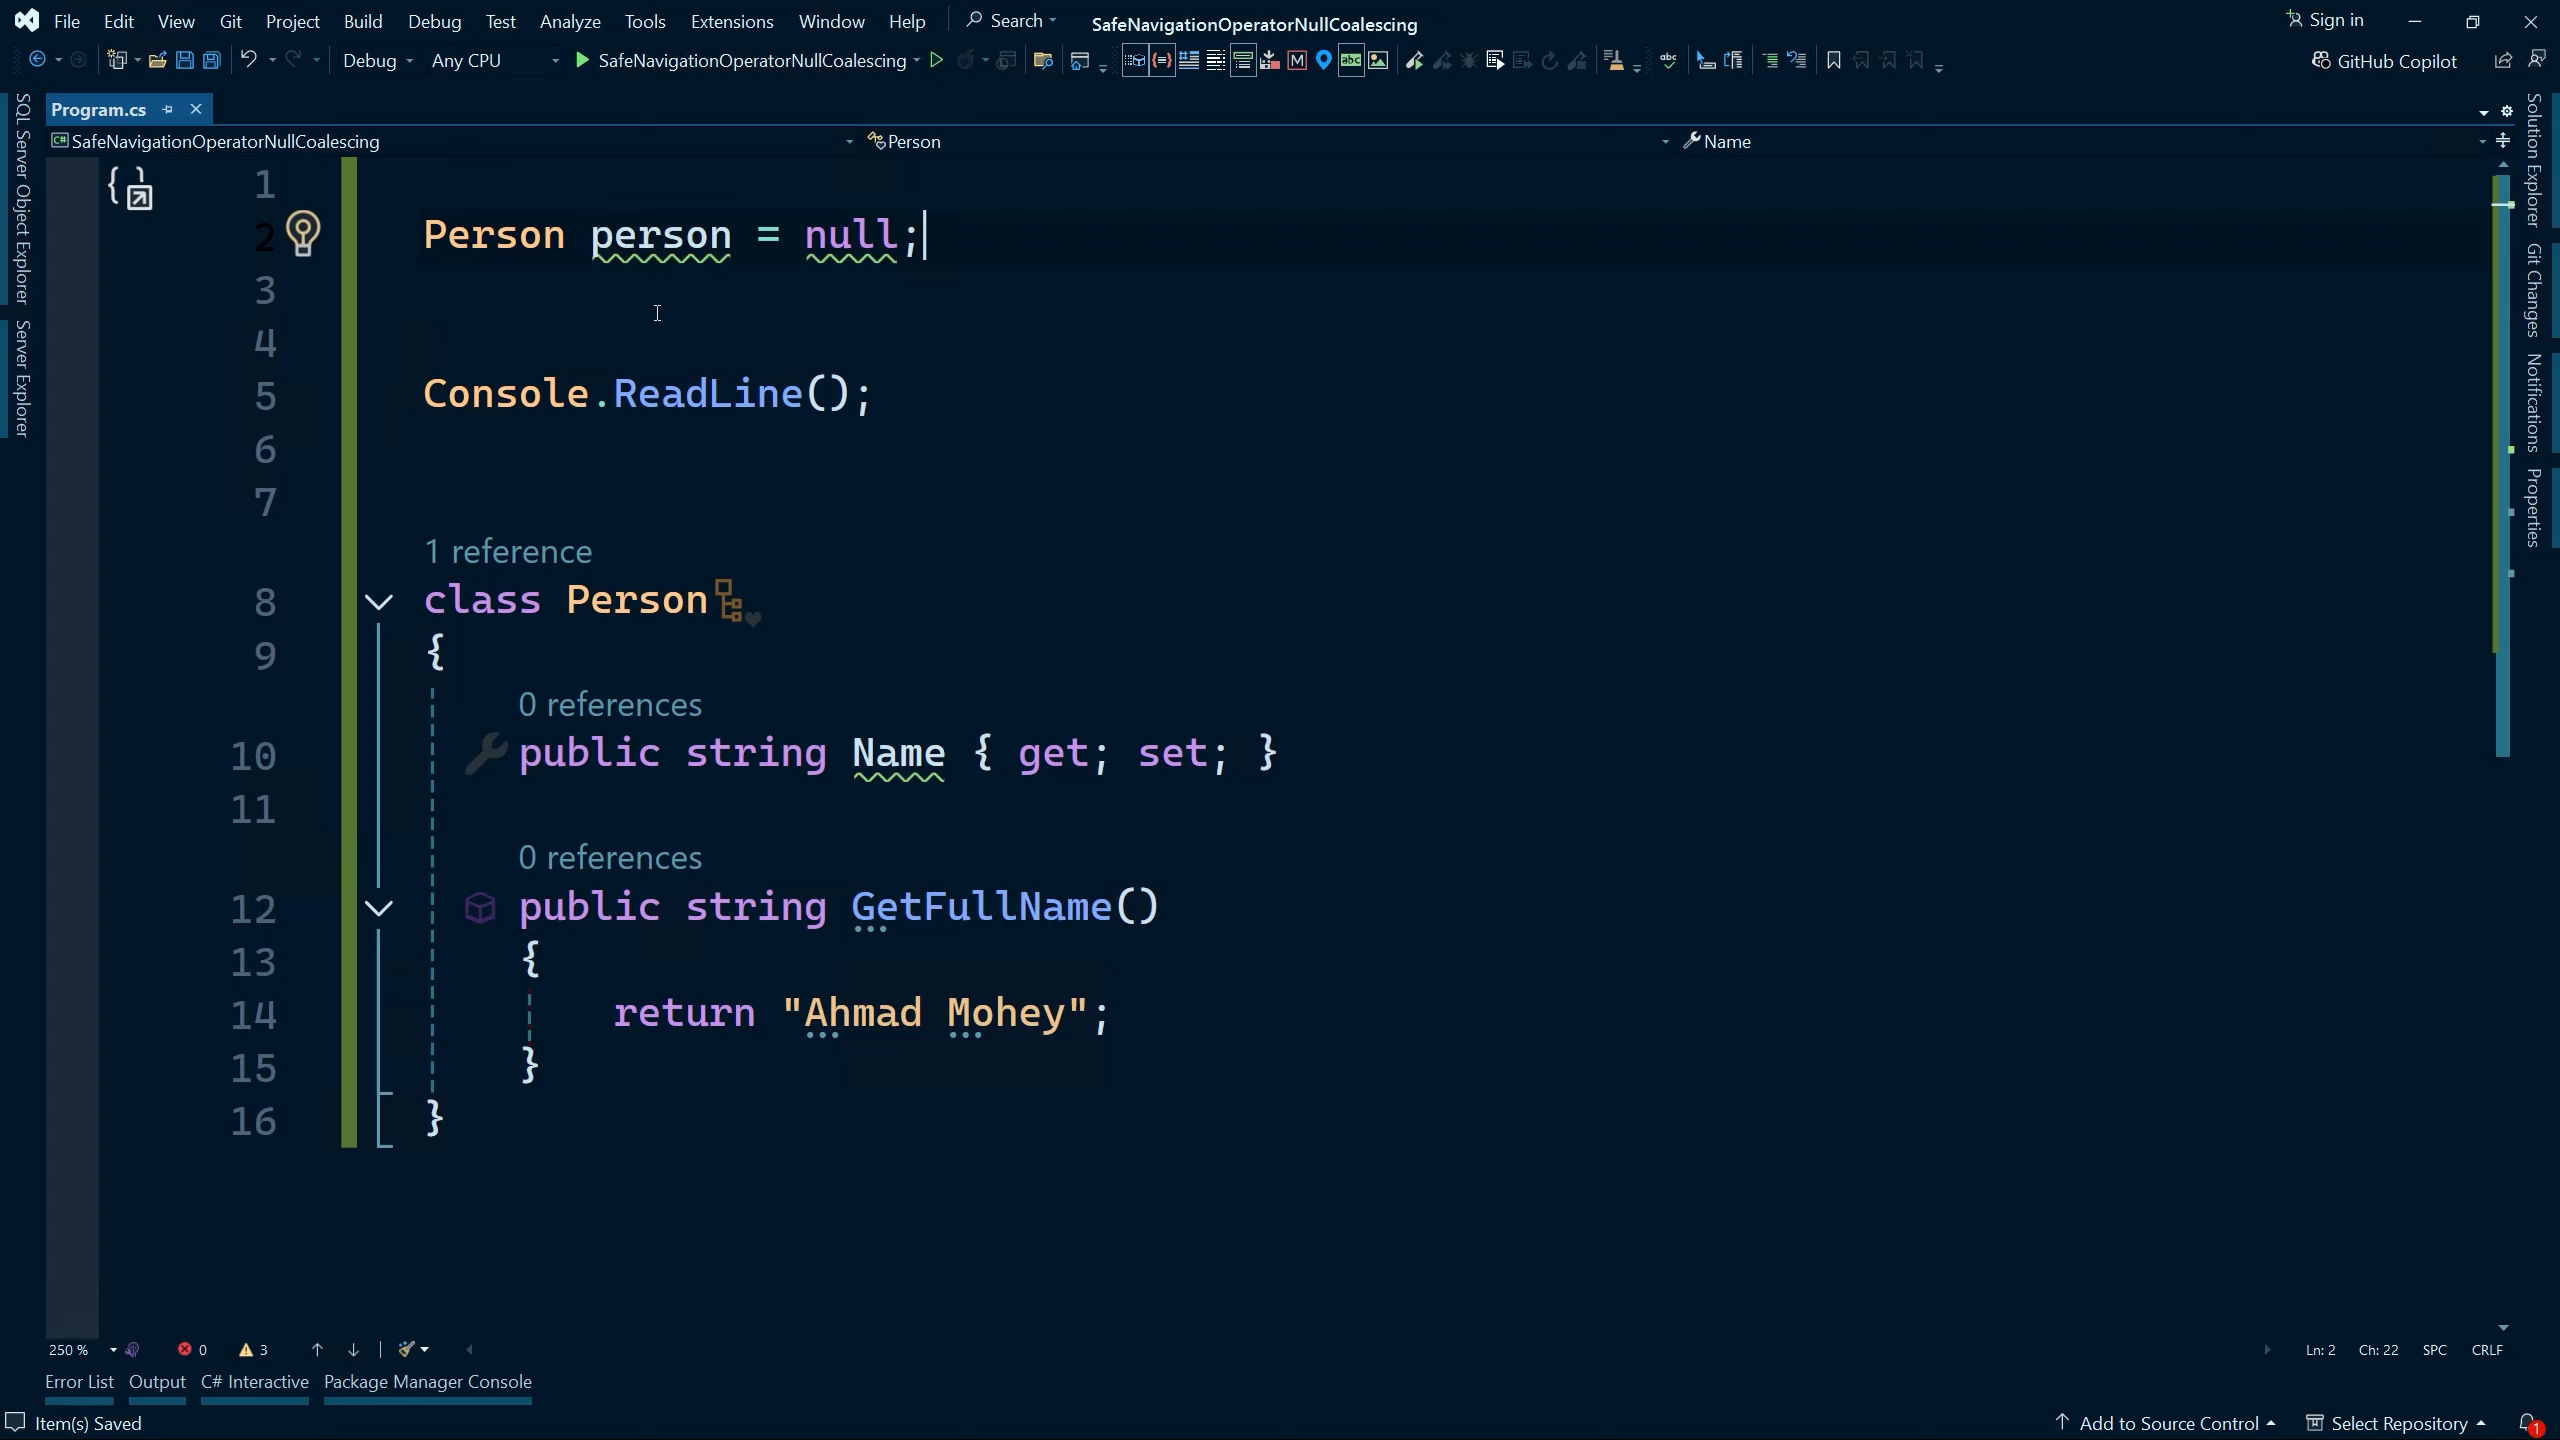 File Edit View Git Project Build Debug Test Analyze Tools Extensions Window Help Search SafeNavigationOperatorNullCoalescing Sign in
Debug Any CPU SafeNavigationOperatorNullCoalescing GitHub Copilot
Program.cs
SafeNavigationOperatorNullCoalescing Person Name
SQL Server Object Explorer
Server Explorer
Solution Explorer
Git Changes
Notifications
Properties
1
2 Person person = null;
3
4
5 Console.ReadLine();
6
7
1 reference
8 class Person
9 {
0 references
10 public string Name { get; set; }
11
0 references
12 public string GetFullName()
13 {
14 return "Ahmad Mohey";
15 }
16 }
250 % 0 3 Ln: 2 Ch: 22 SPC CRLF
Error List Output C# Interactive Package Manager Console
Item(s) Saved Add to Source Control Select Repository 1